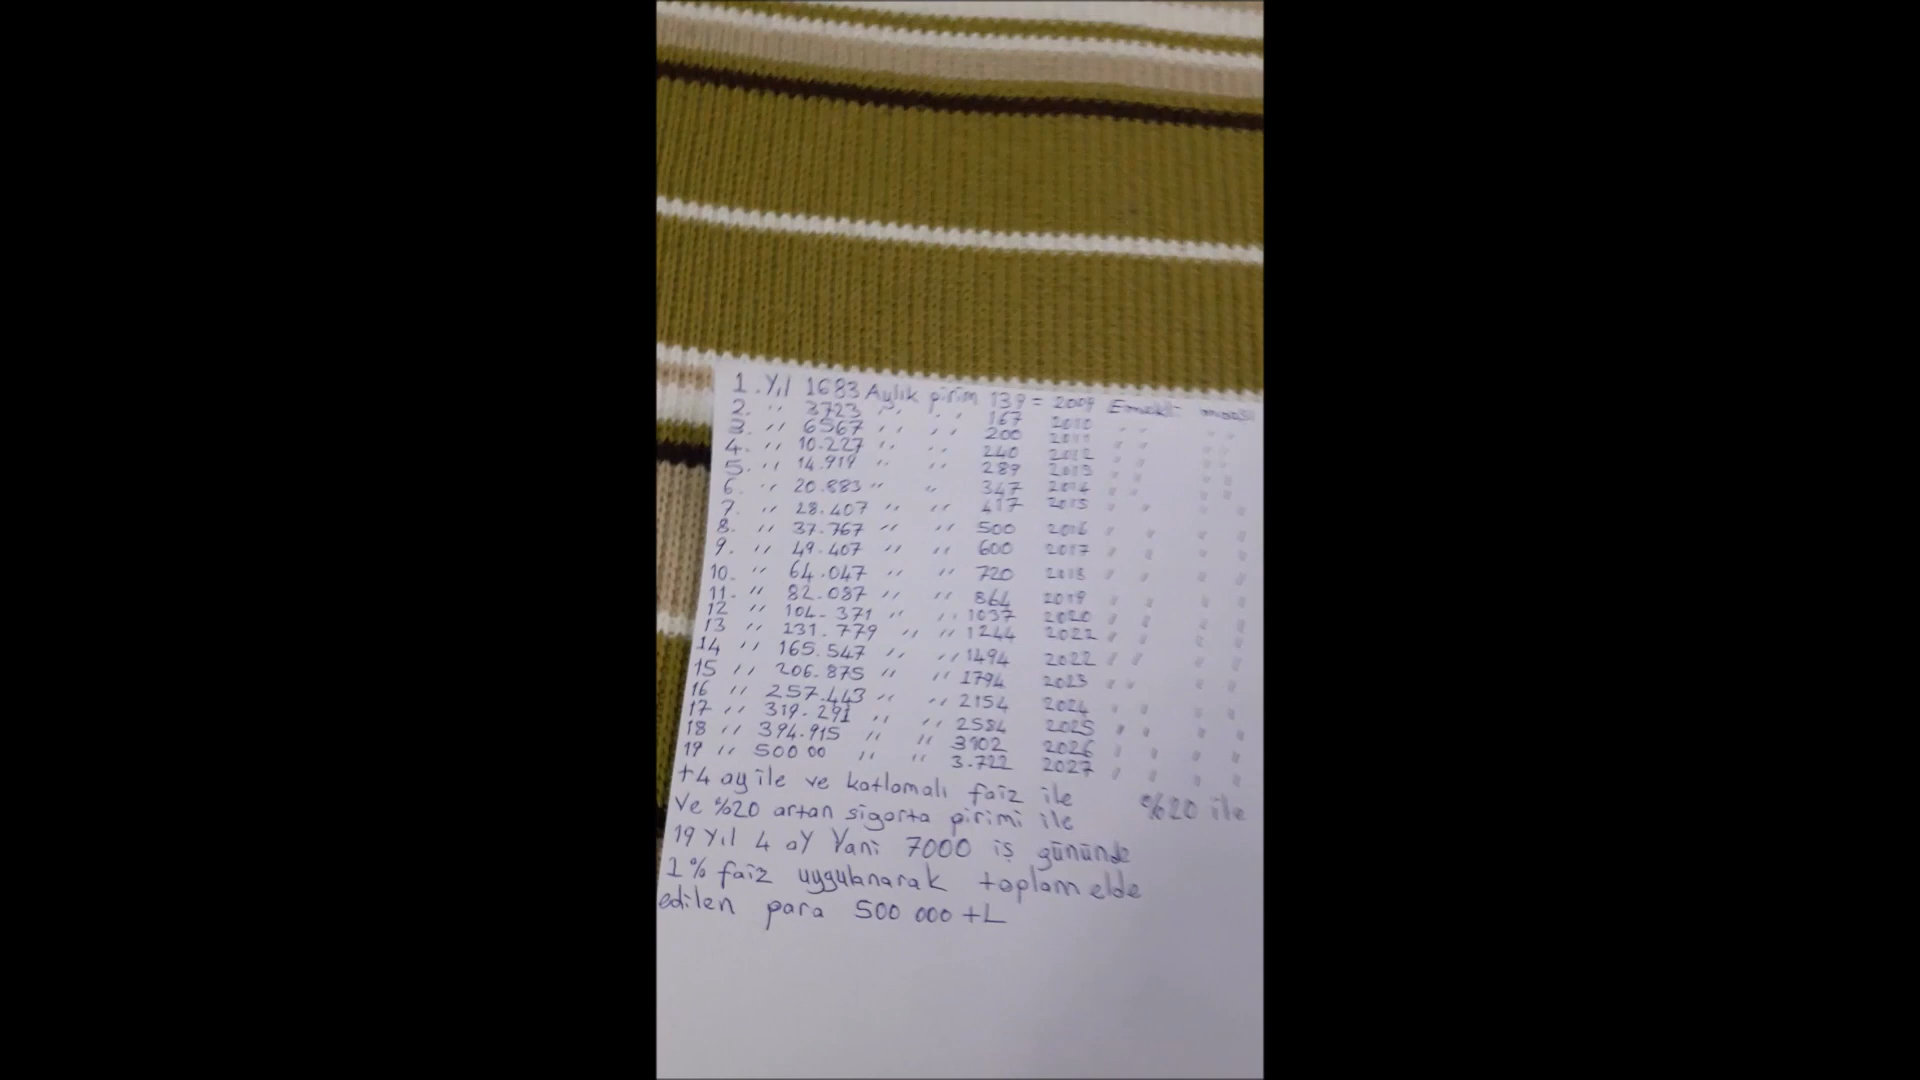 1. Yıl 1683 Aylık pirim 139 = 2009 Emekli maaşı
2. " 3723 " " 167 2010 " " " "
3. " 6567 " " 200 2011 " " " "
4. " 10.227 " " 240 2012 " " " "
5. " 14.919 " " 289 2013 " " " "
6. " 20.883 " " 347 2014 " " " "
7. " 28.407 " " 417 2015 " " " "
8. " 37.767 " " 500 2016 " " " "
9. " 49.407 " " 600 2017 " " " "
10. " 64.047 " " 720 2018 " " " "
11. " 82.087 " " 864 2019 " " " "
12 " 104.371 " " 1037 2020 " " " "
13 " 131.779 " " 1244 2022 " " " "
14 " 165.547 " " 1494 2022 " " " "
15 " 206.875 " " 1794 2023 " " " "
16 " 257.443 " " 2154 2024 " " " "
17 " 319.291 " " 2584 2025 " " " "
18 " 394.915 " " 3102 2026 " " " "
19 " 500 00 " " 3.722 2027 " " " "
+4 ay ile ve katlamalı faiz ile %20 ile
Ve %20 artan sigorta pirimi ile
19 Yıl 4 ay Yani 7000 iş gününde
1% faiz uygulanarak toplam elde
edilen para 500 000 +L